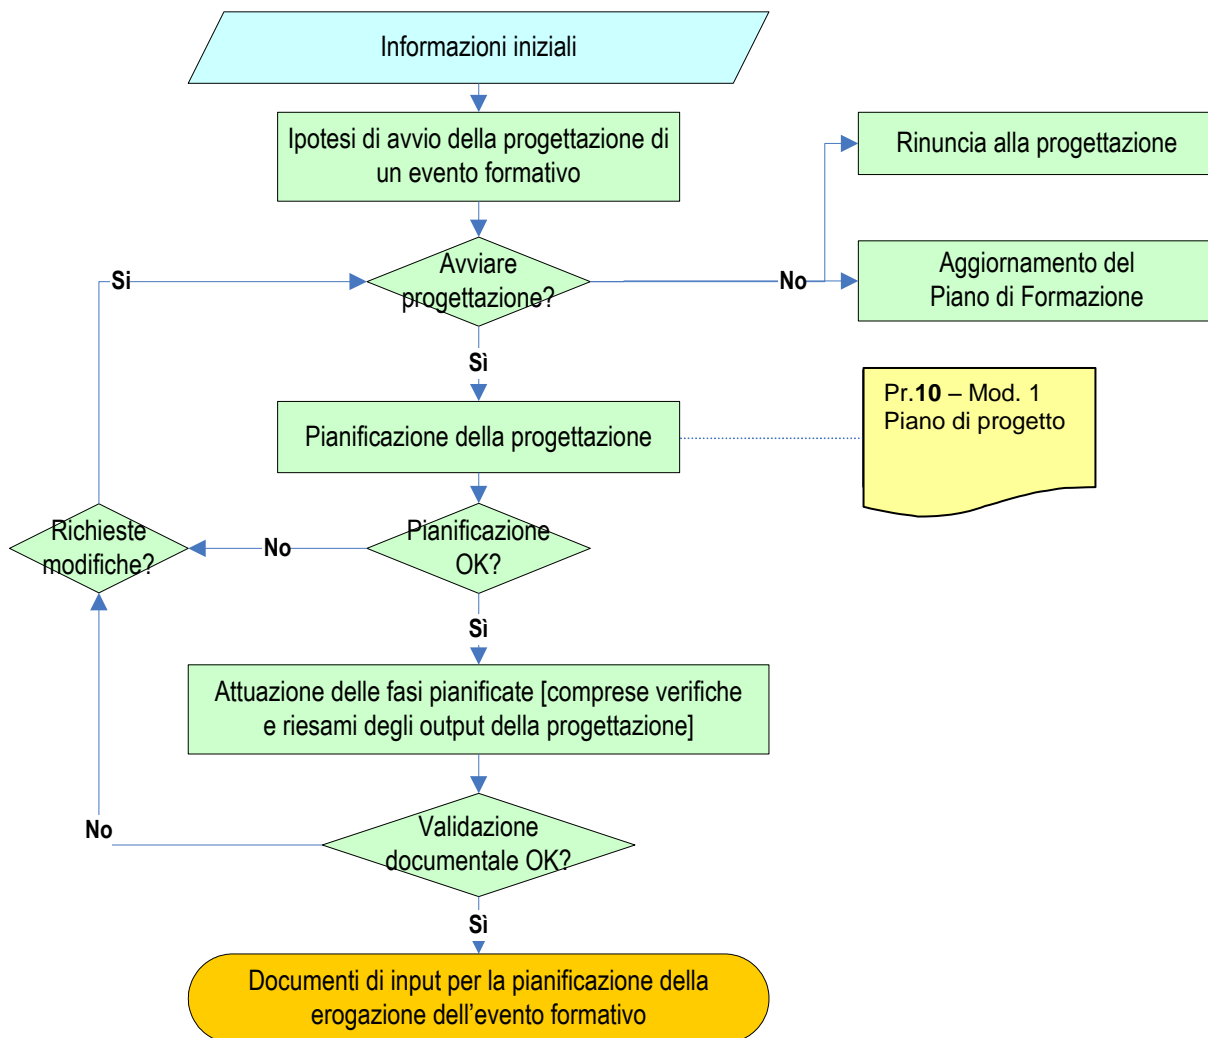 Informazioni iniziali
Ipotesi di avvio della progettazione di
un evento formativo
Rinuncia alla progettazione
Avviare
progettazione?
Si
No
Aggiornamento del
Piano di Formazione
Sì
Pianificazione della progettazione
Pr.10 – Mod. 1
Piano di progetto
Richieste
modifiche?
No
Pianificazione
OK?
Sì
Attuazione delle fasi pianificate [comprese verifiche
e riesami degli output della progettazione]
No
Validazione
documentale OK?
Sì
Documenti di input per la pianificazione della
erogazione dell’evento formativo